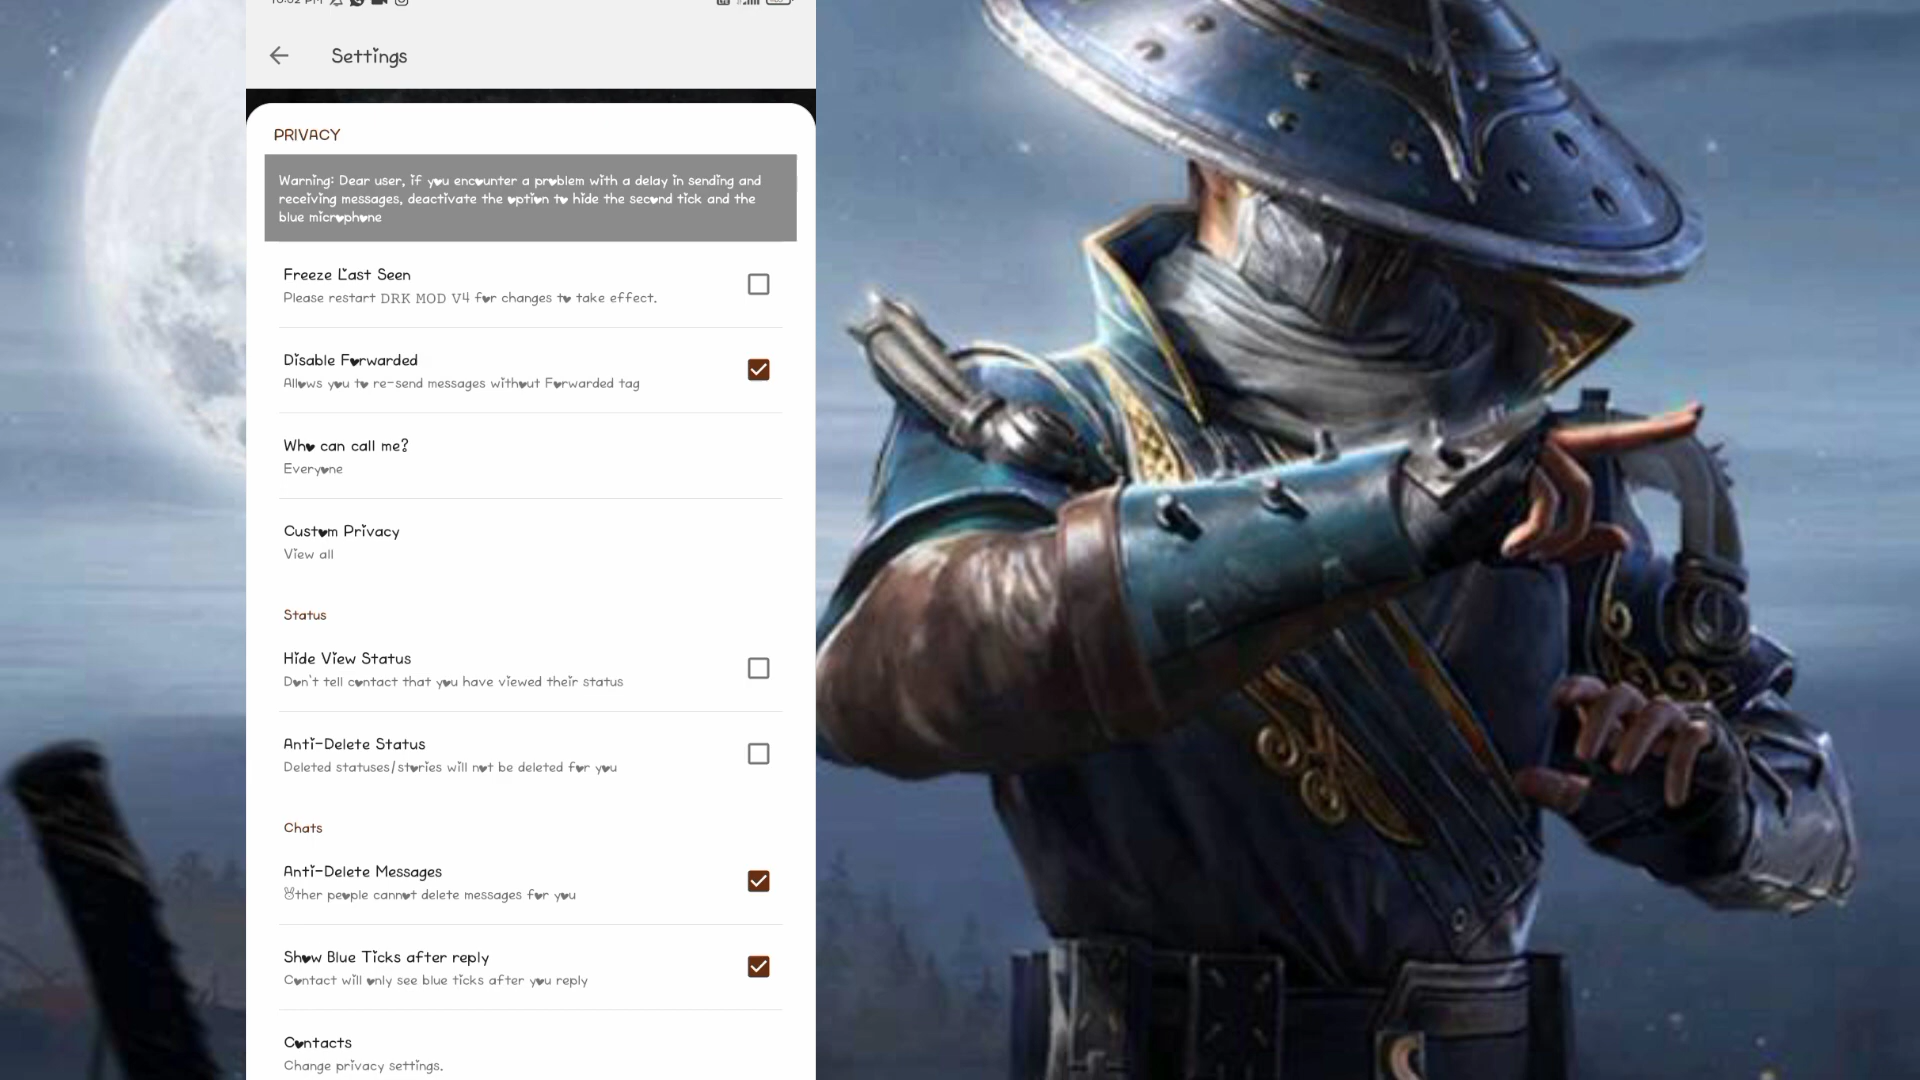 Settings
PRIVACY
Warning: Dear user, if you encounter a problem with a delay in sending and
receiving messages, deactivate the option to hide the second tick and the
blue microphone
Freeze Last Seen
Please restart DRK MOD V4 for changes to take effect.
Disable Forwarded
Allows you to re-send messages without Forwarded tag
Who can call me?
Everyone
Custom Privacy
View all
Status
Hide View Status
Don't tell contact that you have viewed their status
Anti-Delete Status
Deleted statuses/stories will not be deleted for you
Chats
Anti-Delete Messages
Other people cannot delete messages for you
Show Blue Ticks after reply
Contact will only see blue ticks after you reply
Contacts
Change privacy settings.